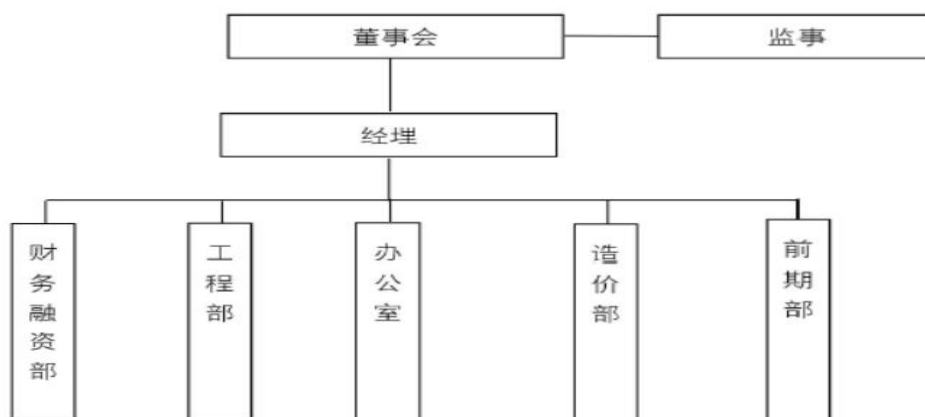 董事会
监事
经理
财务融资部
工程部
办公室
造价部
前期部